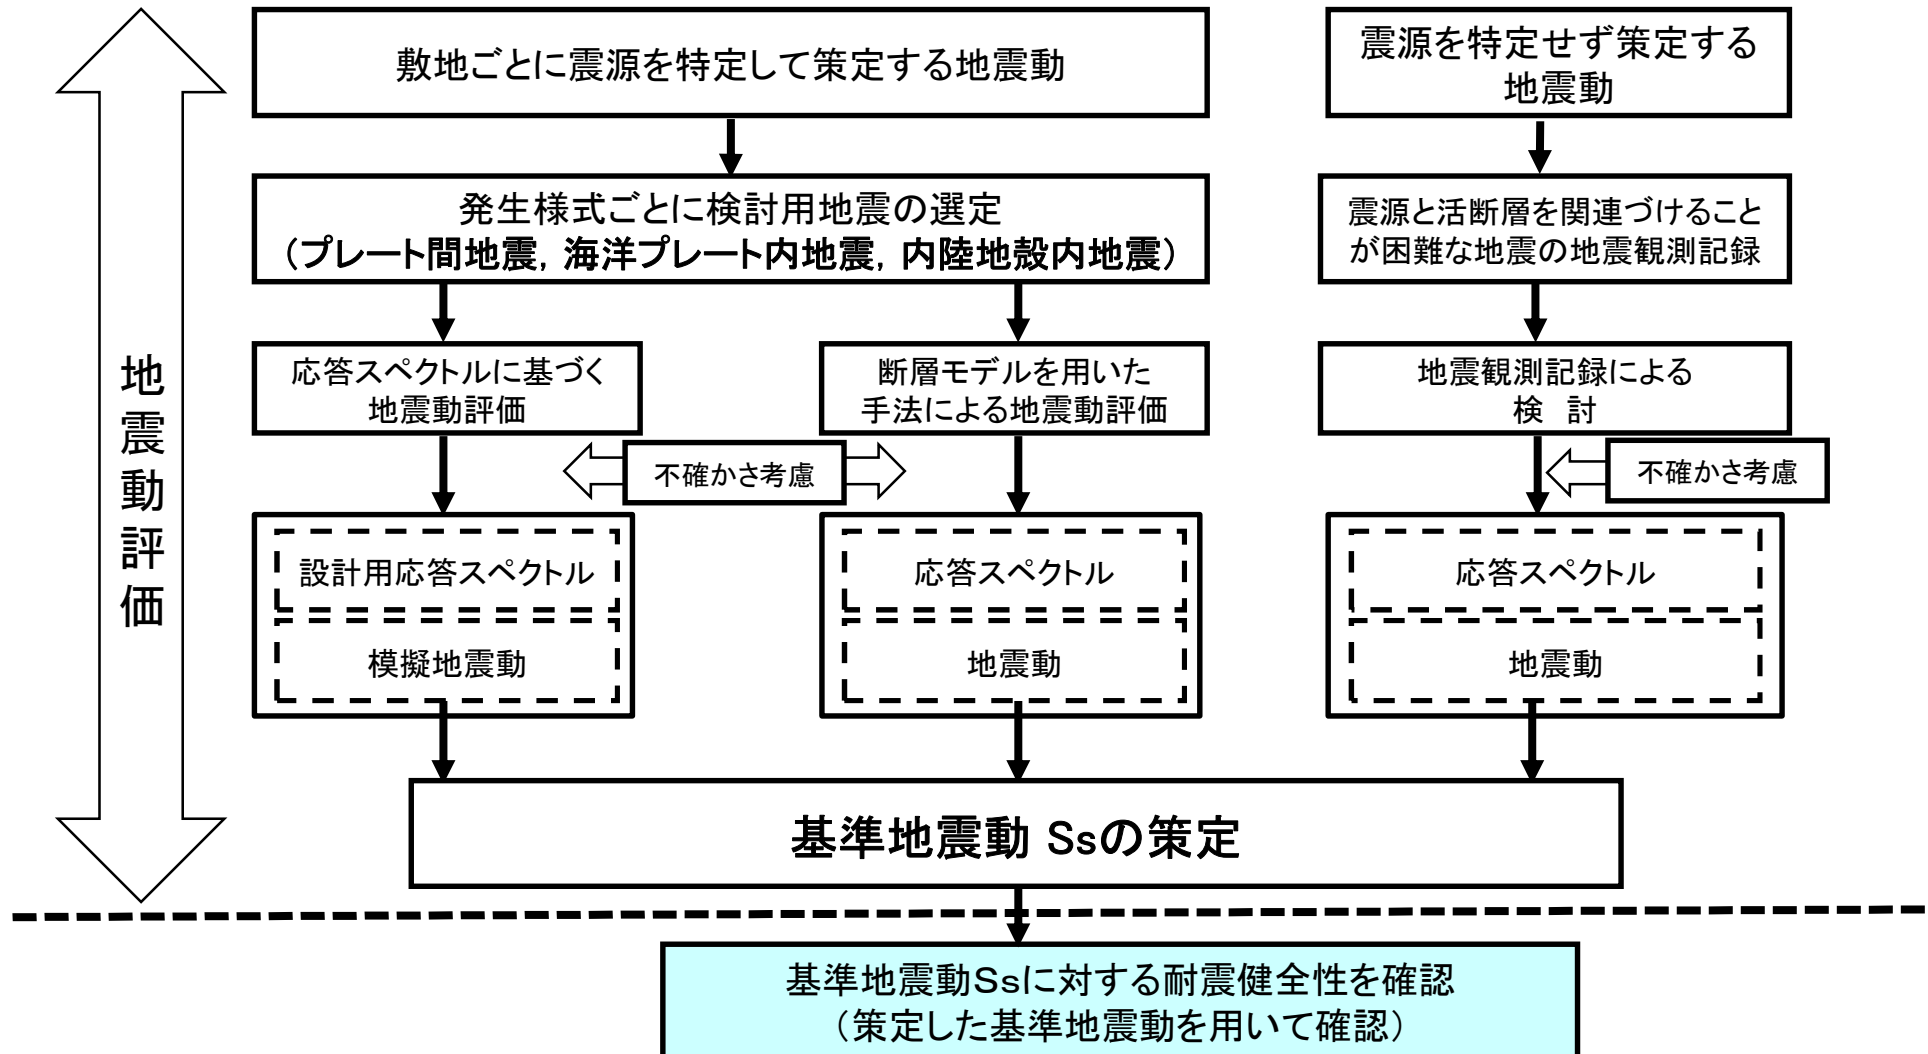 敷地ごとに震源を特定して策定する地震動
震源を特定せず策定する
地震動
発生様式ごとに検討用地震の選定
（プレート間地震，海洋プレート内地震，内陸地殻内地震）
震源と活断層を関連づけること
が困難な地震の地震観測記録
応答スペクトルに基づく
地震動評価
断層モデルを用いた
手法による地震動評価
地震観測記録による
検　討
不確かさ考慮
不確かさ考慮
設計用応答スペクトル
模擬地震動
応答スペクトル
地震動
応答スペクトル
地震動
地震動評価
基準地震動 Ssの策定
基準地震動Ｓｓに対する耐震健全性を確認
（策定した基準地震動を用いて確認）